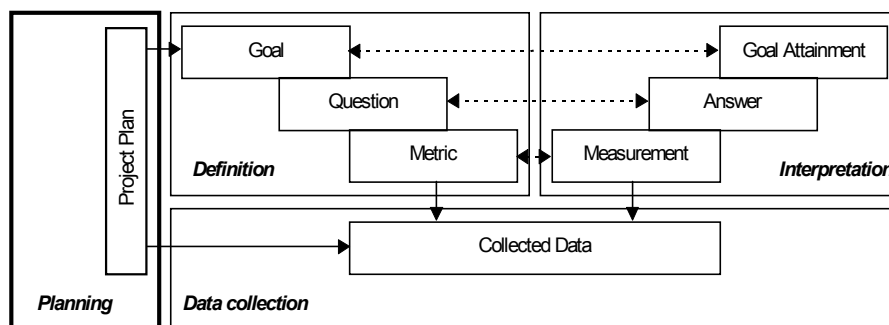 Goal
Goal Attainment
Question
Answer
Metric
Measurement
Definition
Interpretation
Project Plan
Collected Data
Planning
Data collection